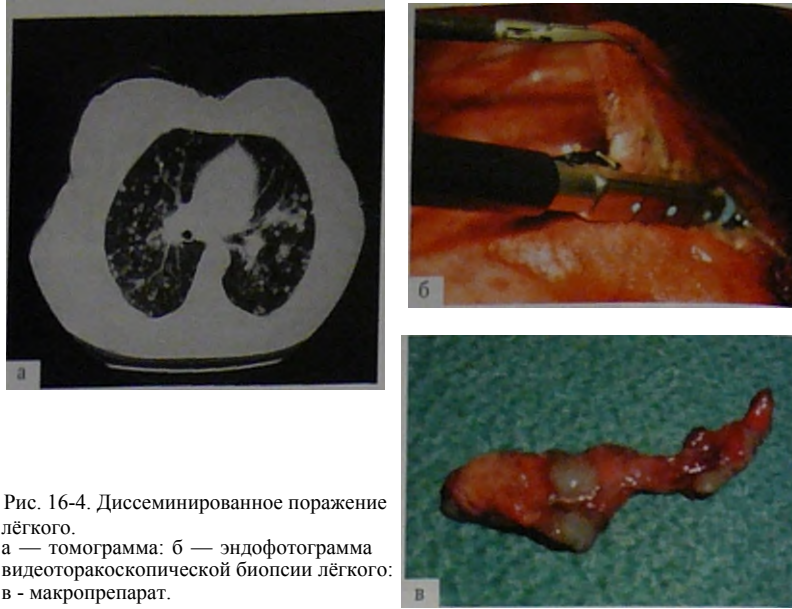 а
б
в
Рис. 16-4. Диссеминированное поражение
лёгкого.
а — томограмма: б — эндофотограмма
видеоторакоскопической биопсии лёгкого:
в - макропрепарат.